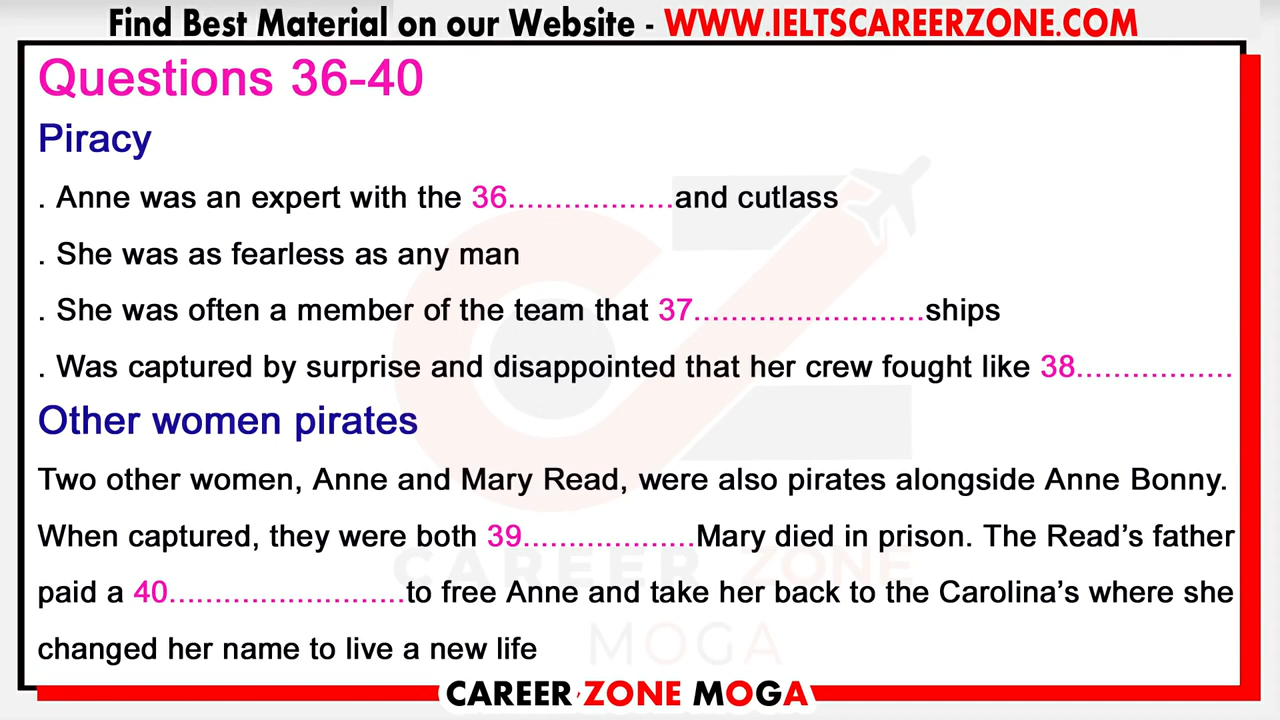 Find Best Material on our Website - WWW.IELTSCAREERZONE.COM
Questions 36-40
Piracy
. Anne was an expert with the 36..................and cutlass
. She was as fearless as any man
. She was often a member of the team that 37.........................ships
. Was captured by surprise and disappointed that her crew fought like 38.................
Other women pirates
Two other women, Anne and Mary Read, were also pirates alongside Anne Bonny.
When captured, they were both 39...................Mary died in prison. The Read's father
paid a 40..........................to free Anne and take her back to the Carolina's where she
changed her name to live a new life
CAREER ZONE
MOGA
CAREER ZONE MOGA